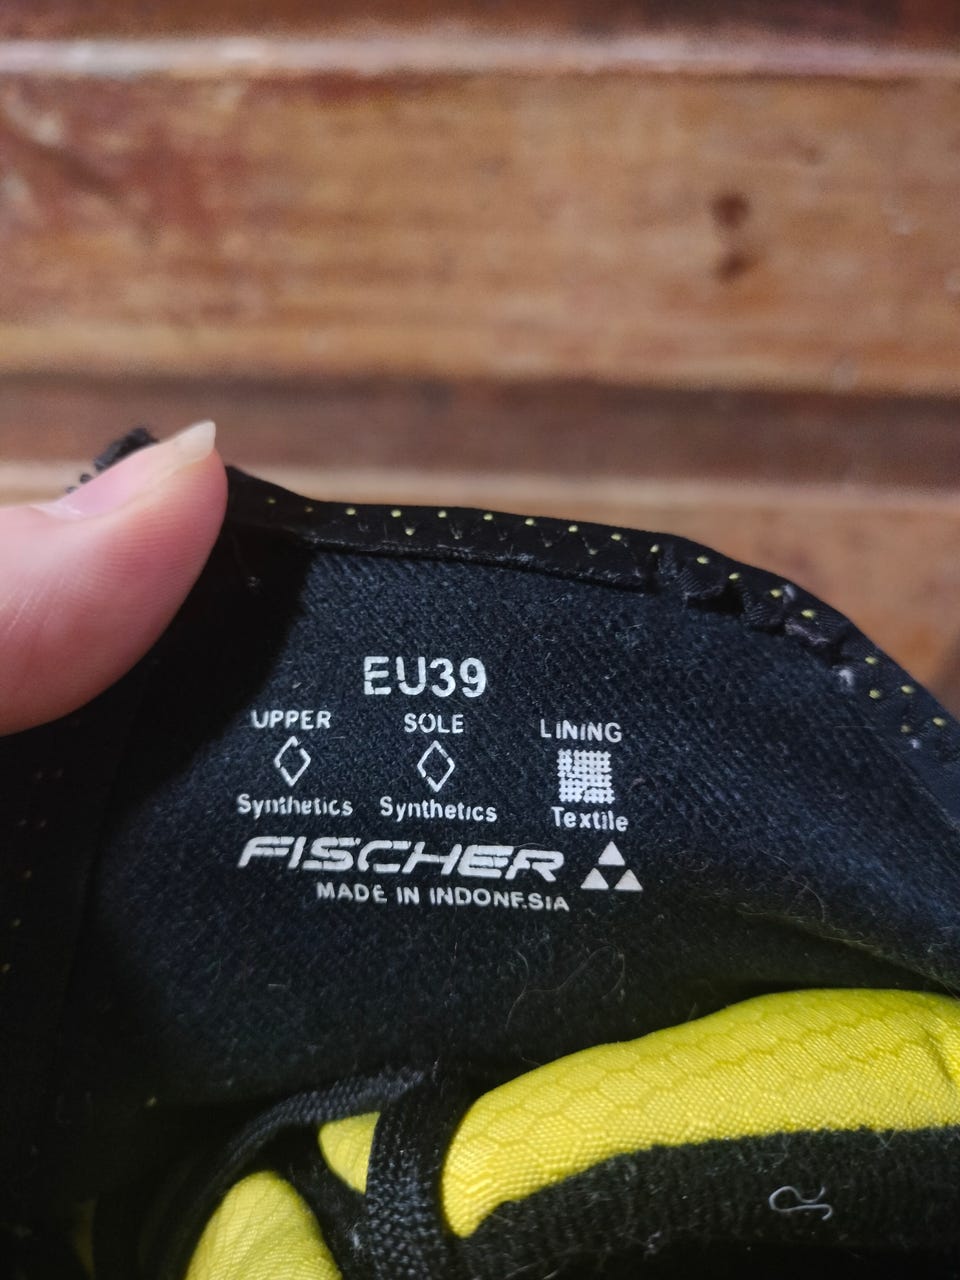 EU39
UPPER SOLE LINING
Synthetics Synthetics Textile
FISCHER
MADE IN INDONESIA